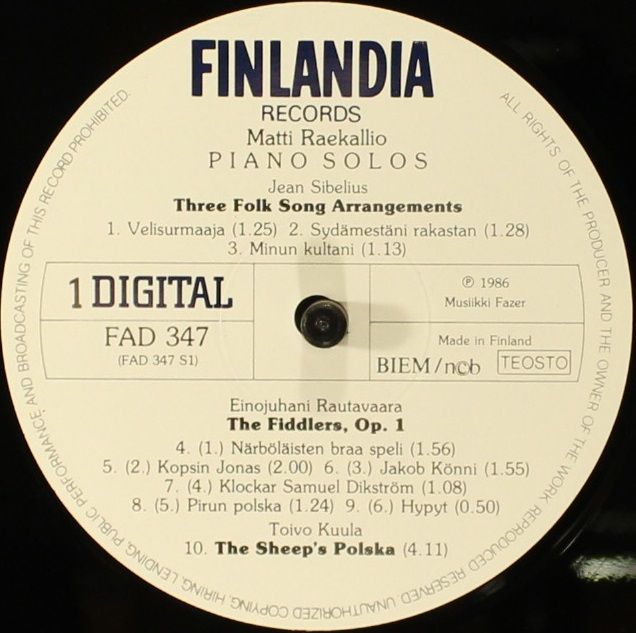 FINLANDIA
RECORDS
Matti Raekallio
PIANO SOLOS
Jean Sibelius
Three Folk Song Arrangements
1. Velisurmaaja (1.25) 2. Sydämestäni rakastan (1.28)
3. Minun kultani (1.13)
1 DIGITAL
FAD 347
(FAD 347 S1)
℗ 1986
Musiikki Fazer
Made in Finland
BIEM/n©b TEOSTO
Einojuhani Rautavaara
The Fiddlers, Op. 1
4. (1.) Närböläisten braa speli (1.56)
5. (2.) Kopsin Jonas (2.00) 6. (3.) Jakob Könni (1.55)
7. (4.) Klockar Samuel Dikström (1.08)
8. (5.) Pirun polska (1.24) 9. (6.) Hypyt (0.50)
Toivo Kuula
10. The Sheep's Polska (4.11)
ALL RIGHTS OF THE PRODUCER AND THE OWNER OF THE WORK REPRODUCED RESERVED. UNAUTHORIZED COPYING, HIRING, LENDING, PUBLIC PERFORMANCE, AND BROADCASTING OF THIS RECORD PROHIBITED.